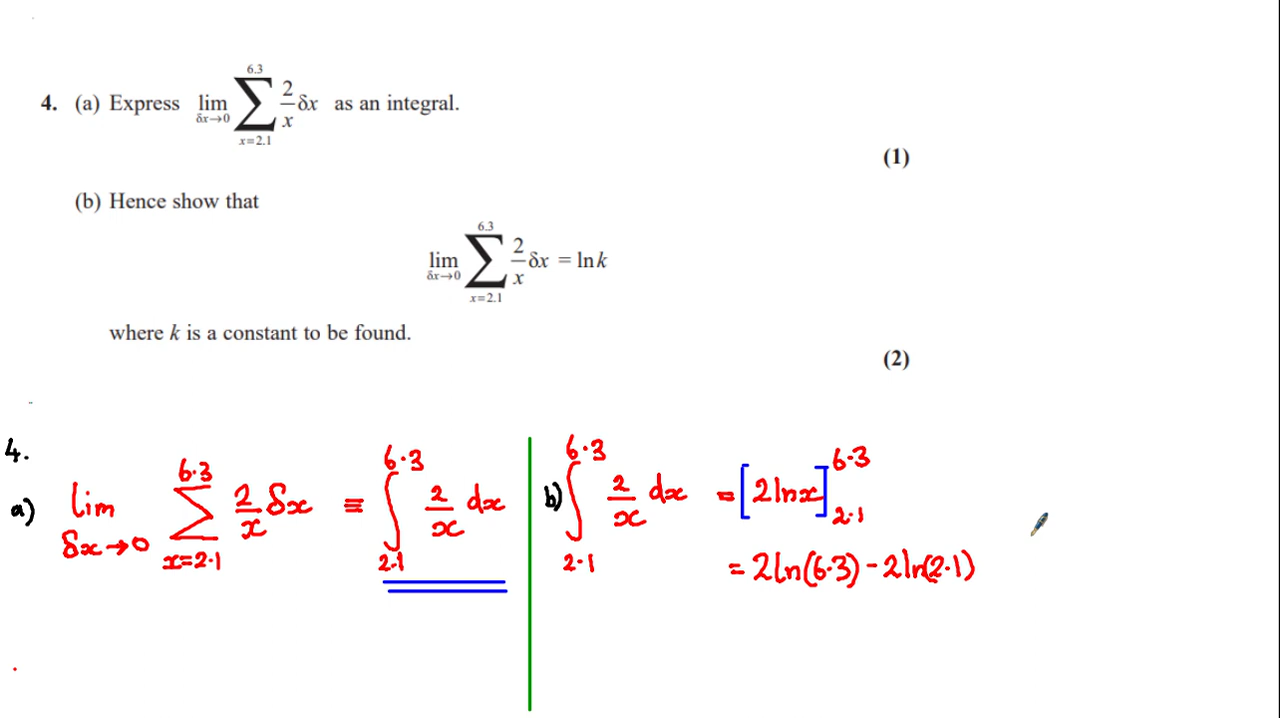 4. (a) Express lim δx→0 ∑ x=2.1 6.3 2/x δx as an integral.
(1)
(b) Hence show that
lim δx→0 ∑ x=2.1 6.3 2/x δx = ln k
where k is a constant to be found.
(2)
4.
a) lim δx→0 ∑ x=2·1 6·3 2/x δx ≡ ∫ 2·1 6·3 2/x dx
b) ∫ 2·1 6·3 2/x dx = [2lnx] 2·1 6·3
= 2ln(6·3) - 2ln(2·1)